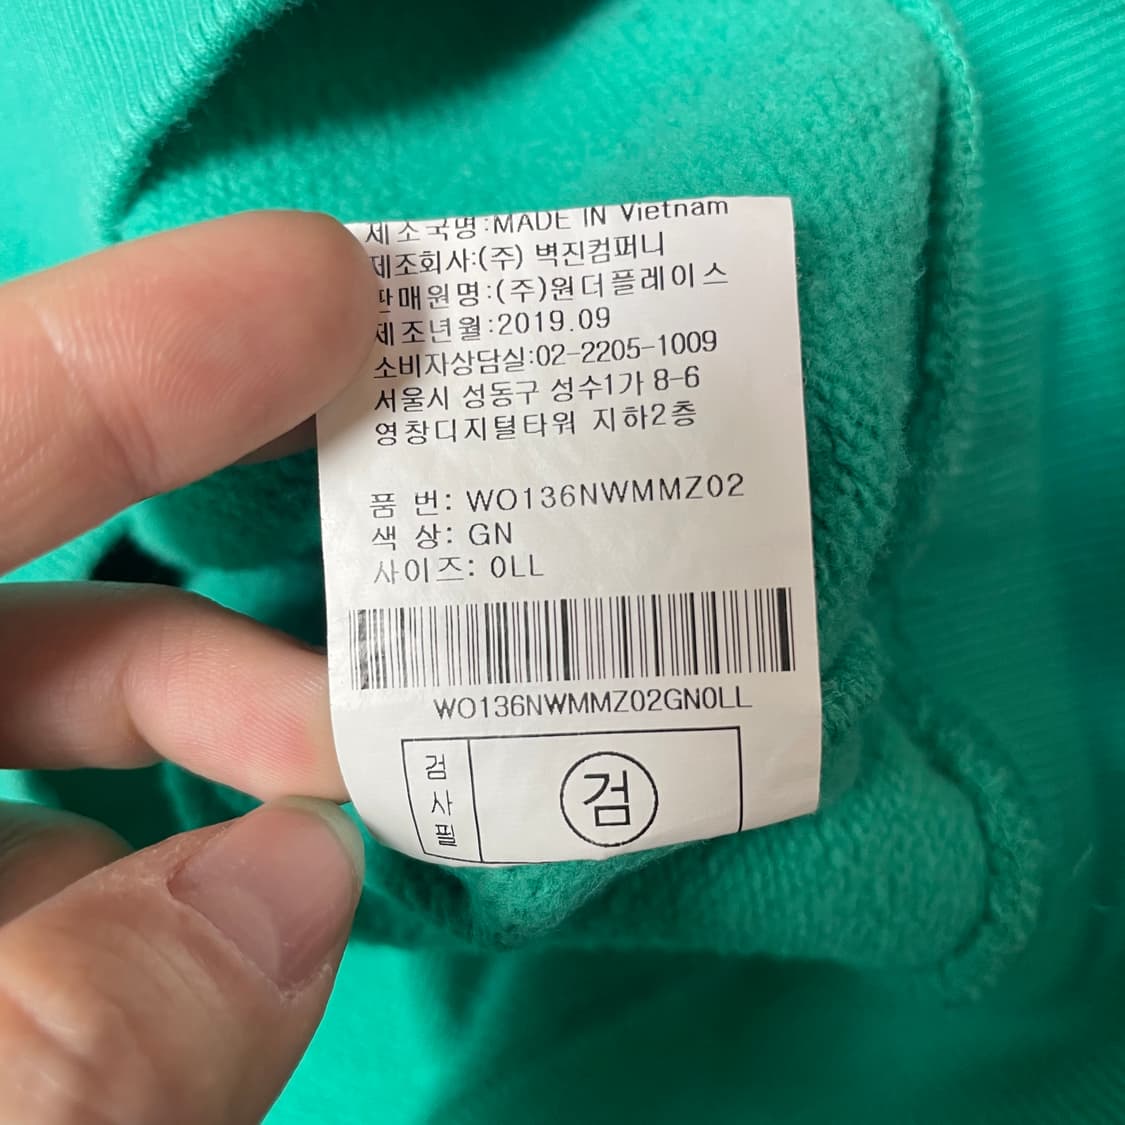 제조국명:MADE IN Vietnam
제조회사:(주) 벽진컴퍼니
판매원명:(주)원더플레이스
제조년월:2019.09
소비자상담실:02-2205-1009
서울시 성동구 성수1가 8-6
영창디지털타워 지하2층
품 번: WO136NWMMZ02
색 상: GN
사이즈: 0LL
WO136NWMMZ02GN0LL
검사필
검